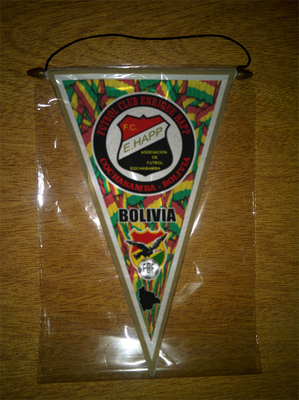 FUTBOL CLUB ENRIQUE HAPP
F.C.
E. HAPP
ASOCIACION
DE
FUTBOL
COCHABAMBA
COCHABAMBA - BOLIVIA
BOLIVIA